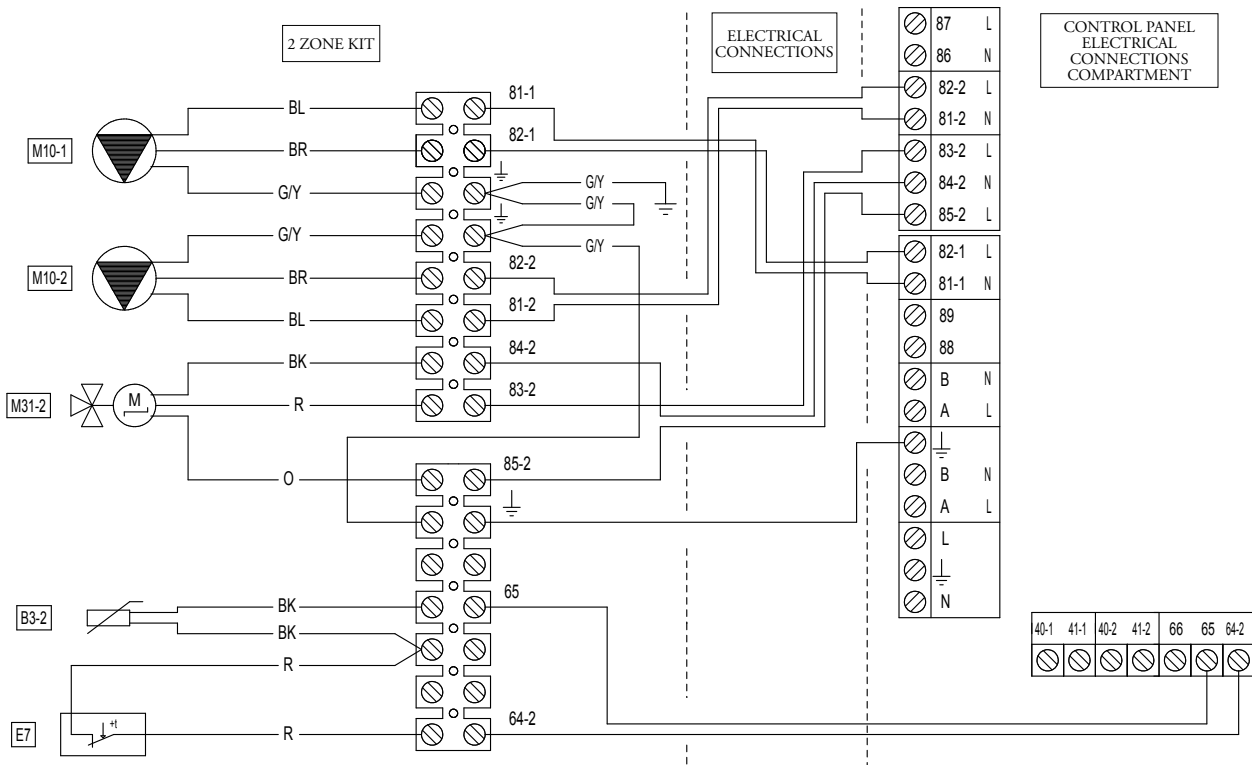 2 ZONE KIT
ELECTRICAL
CONNECTIONS
CONTROL PANEL
ELECTRICAL
CONNECTIONS
COMPARTMENT
M10-1
BL
BR
G/Y
M10-2
G/Y
BR
BL
M31-2
M
BK
R
O
B3-2
BK
BK
R
E7
+t
R
81-1
82-1
G/Y
G/Y
G/Y
82-2
81-2
84-2
83-2
85-2
65
64-2
87 L
86 N
82-2 L
81-2 N
83-2 L
84-2 N
85-2 L
82-1 L
81-1 N
89
88
B N
A L
B N
A L
L
N
40-1 41-1 40-2 41-2 66 65 64-2